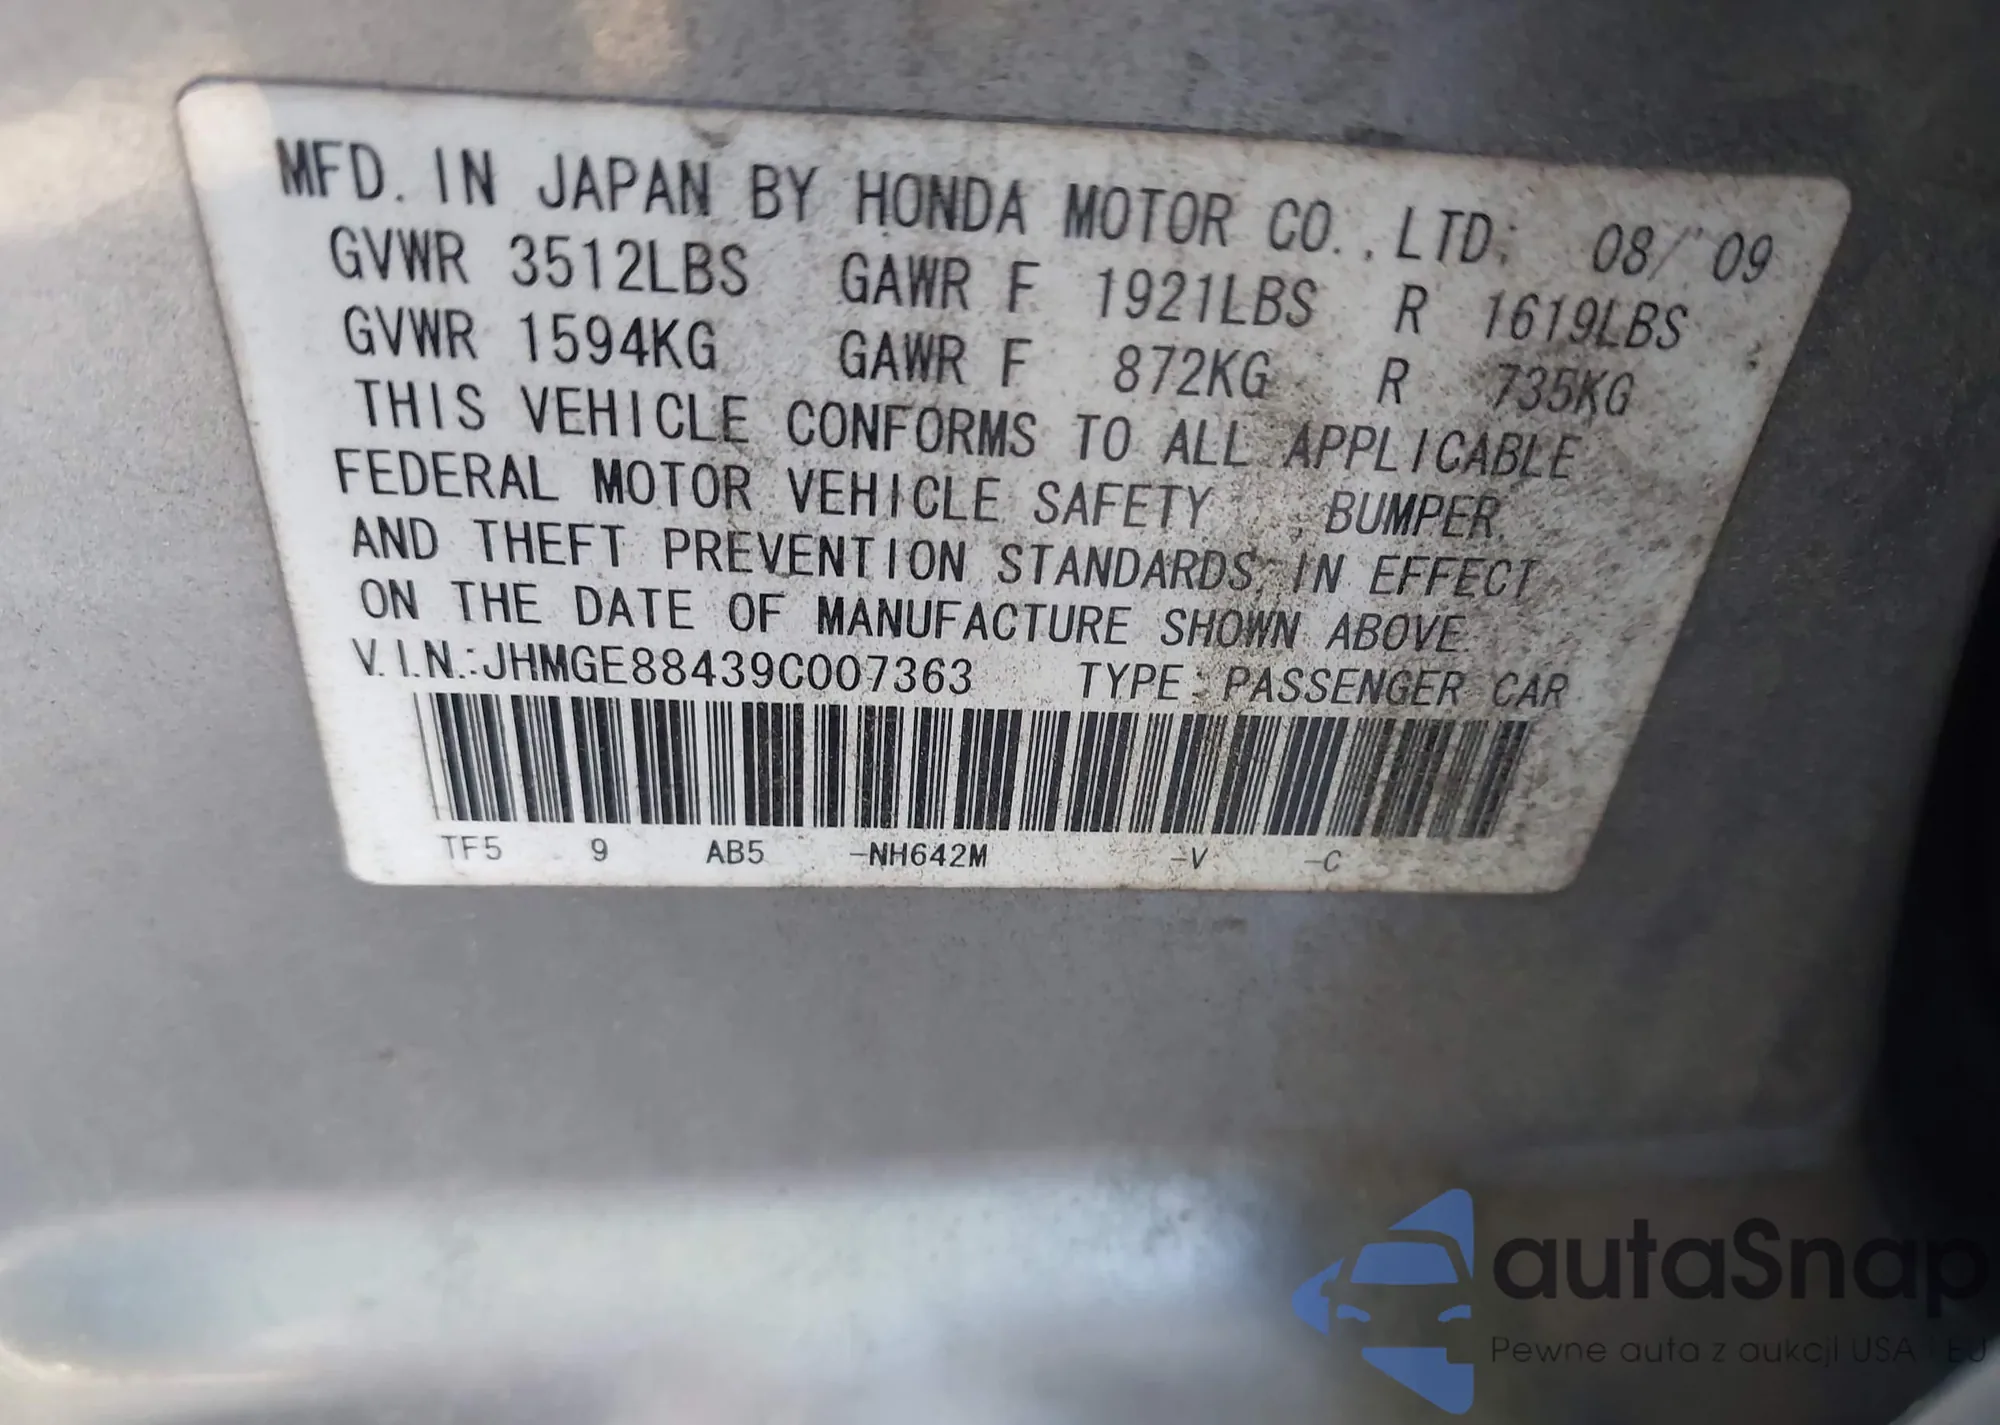 MFD. IN JAPAN BY HONDA MOTOR CO., LTD. 08/ 09
GVWR 3512LBS GAWR F 1921LBS R 1619LBS
GVWR 1594KG GAWR F 872KG R 735KG
THIS VEHICLE CONFORMS TO ALL APPLICABLE
FEDERAL MOTOR VEHICLE SAFETY , BUMPER,
AND THEFT PREVENTION STANDARDS IN EFFECT
ON THE DATE OF MANUFACTURE SHOWN ABOVE.
V.I.N.:JHMGE88439C007363 TYPE: PASSENGER CAR
TF5 9 AB5 -NH642M -V -C
autaSnap
Pewne auta z aukcji USA i EU